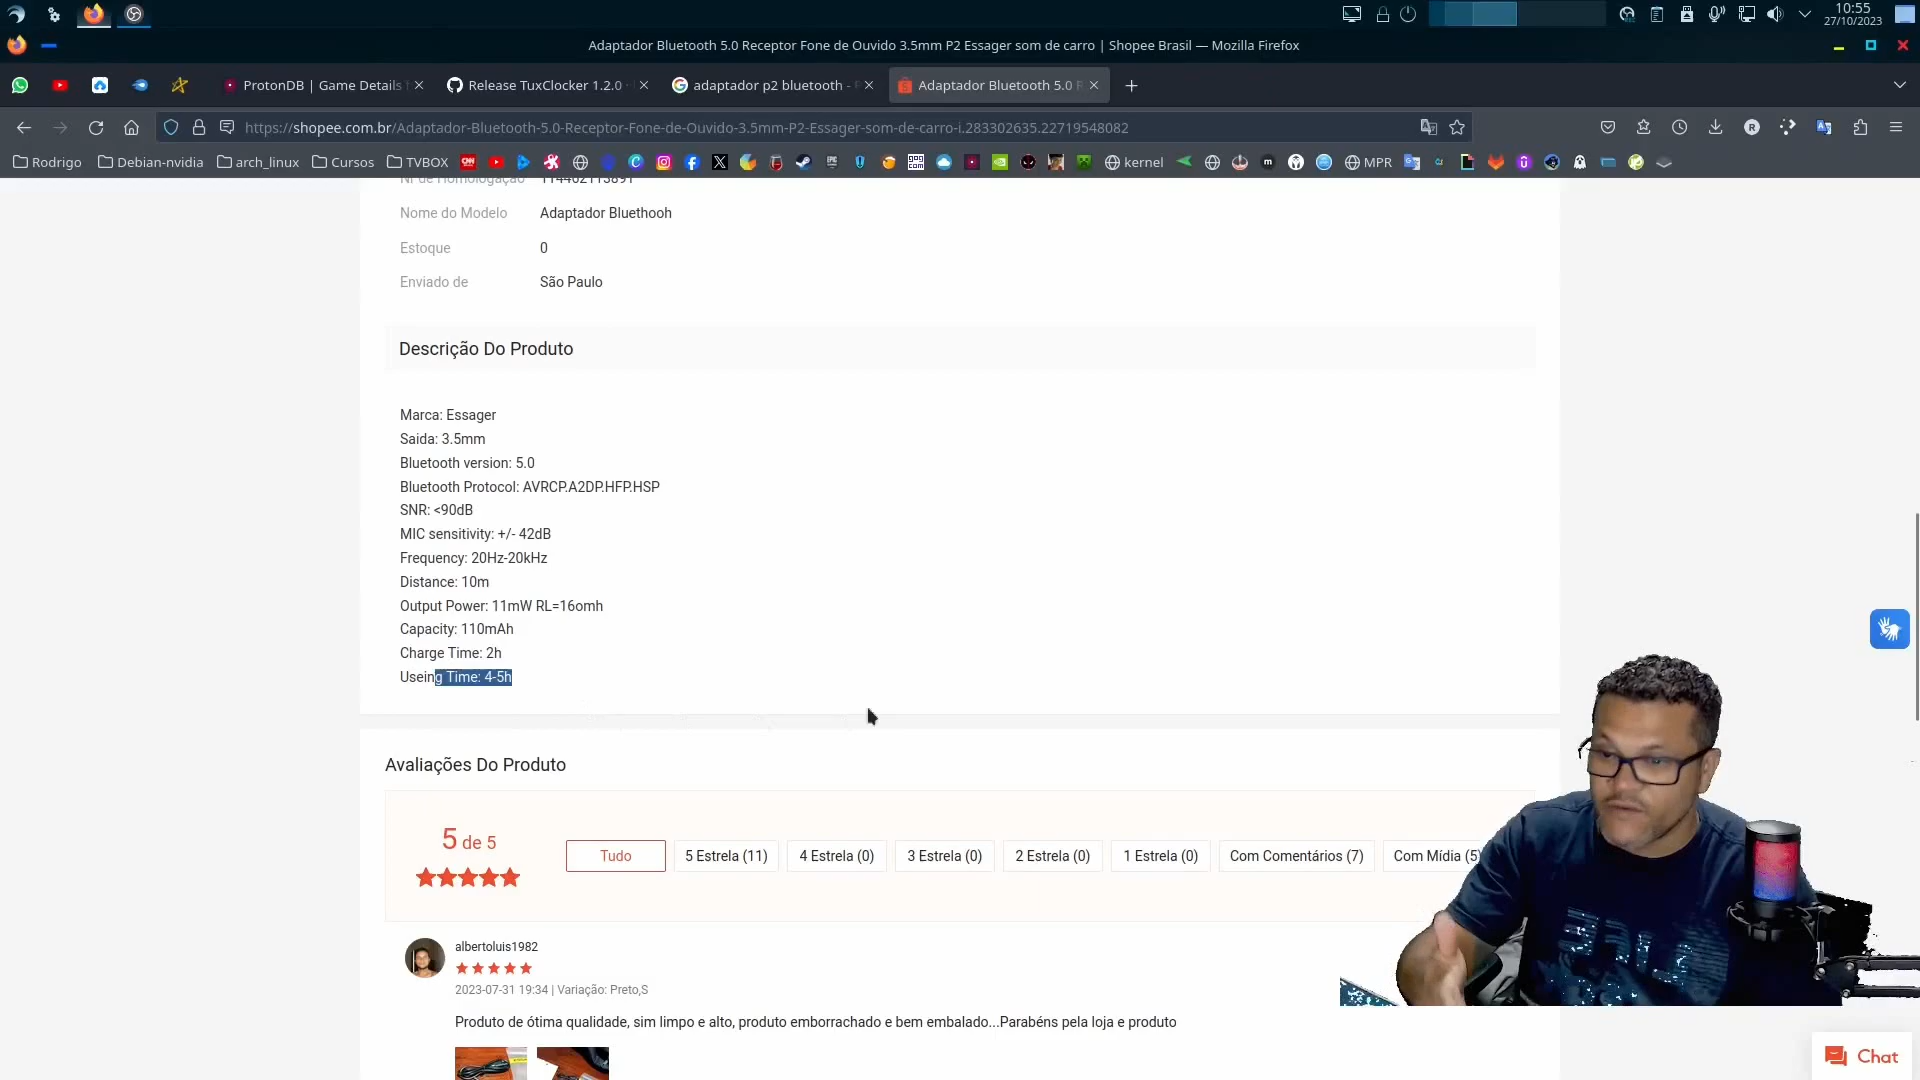 10:55
27/10/2023
Adaptador Bluetooth 5.0 Receptor Fone de Ouvido 3.5mm P2 Essager som de carro | Shopee Brasil — Mozilla Firefox
ProtonDB | Game Details
Release TuxClocker 1.2.0
adaptador p2 bluetooth -
Adaptador Bluetooth 5.0
https://shopee.com.br/Adaptador-Bluetooth-5.0-Receptor-Fone-de-Ouvido-3.5mm-P2-Essager-som-de-carro-i.283302635.22719548082
Rodrigo
Debian-nvidia
arch_linux
Cursos
TVBOX
kernel
MPR
Nr de Homologação 114462113891
Nome do Modelo Adaptador Bluethooh
Estoque 0
Enviado de São Paulo
Descrição Do Produto
Marca: Essager
Saida: 3.5mm
Bluetooth version: 5.0
Bluetooth Protocol: AVRCP.A2DP.HFP.HSP
SNR: <90dB
MIC sensitivity: +/- 42dB
Frequency: 20Hz-20kHz
Distance: 10m
Output Power: 11mW RL=16omh
Capacity: 110mAh
Charge Time: 2h
Useing Time: 4-5h
Avaliações Do Produto
5 de 5
Tudo
5 Estrela (11)
4 Estrela (0)
3 Estrela (0)
2 Estrela (0)
1 Estrela (0)
Com Comentários (7)
Com Mídia (5)
albertoluis1982
2023-07-31 19:34 | Variação: Preto,S
Produto de ótima qualidade, sim limpo e alto, produto emborrachado e bem embalado...Parabéns pela loja e produto
Chat